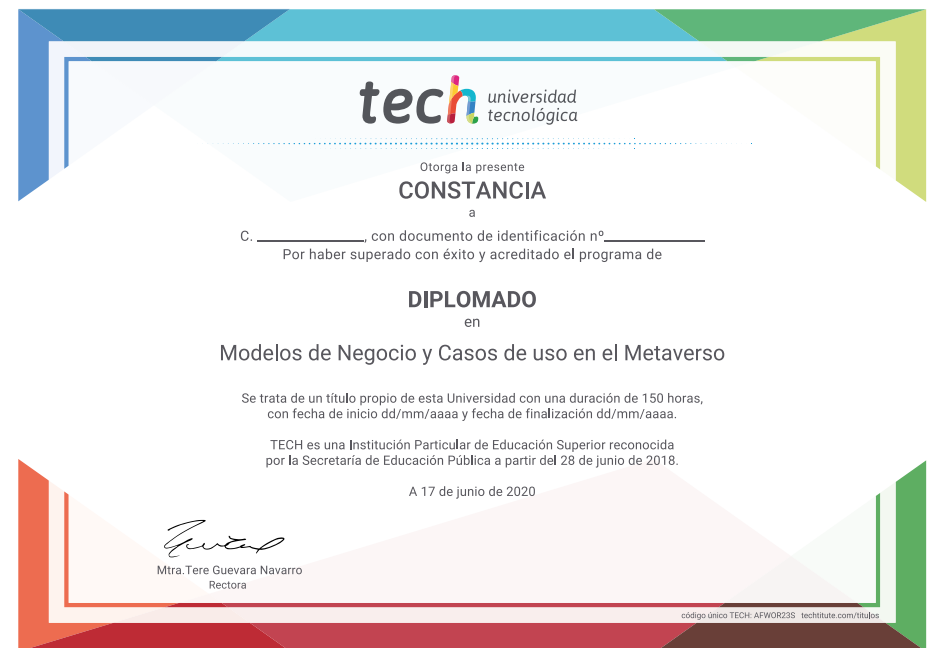 tech universidad
tecnológica
Otorga la presente
CONSTANCIA
a
C. ____________, con documento de identificación nº____________
Por haber superado con éxito y acreditado el programa de
DIPLOMADO
en
Modelos de Negocio y Casos de uso en el Metaverso
Se trata de un título propio de esta Universidad con una duración de 150 horas,
con fecha de inicio dd/mm/aaaa y fecha de finalización dd/mm/aaaa.
TECH es una Institución Particular de Educación Superior reconocida
por la Secretaría de Educación Pública a partir del 28 de junio de 2018.
A 17 de junio de 2020
Mtra.Tere Guevara Navarro
Rectora
código único TECH: AFWOR23S techtitute.com/títulos